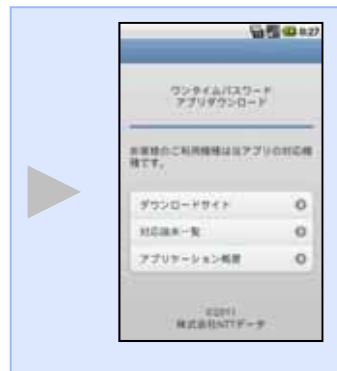 8:27
ワンタイムパスワード
アプリダウンロード
お客様のご利用機種は当アプリの対応機
種です。
ダウンロードサイト
対応端末一覧
アプリケーション概要
©2011
株式会社NTTデータ